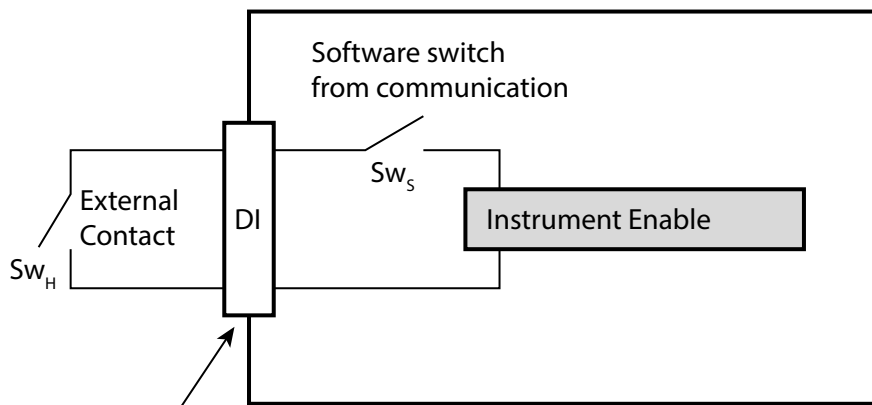 Software switch
from communication
Sw_S
External
Contact
DI
Instrument Enable
Sw_H